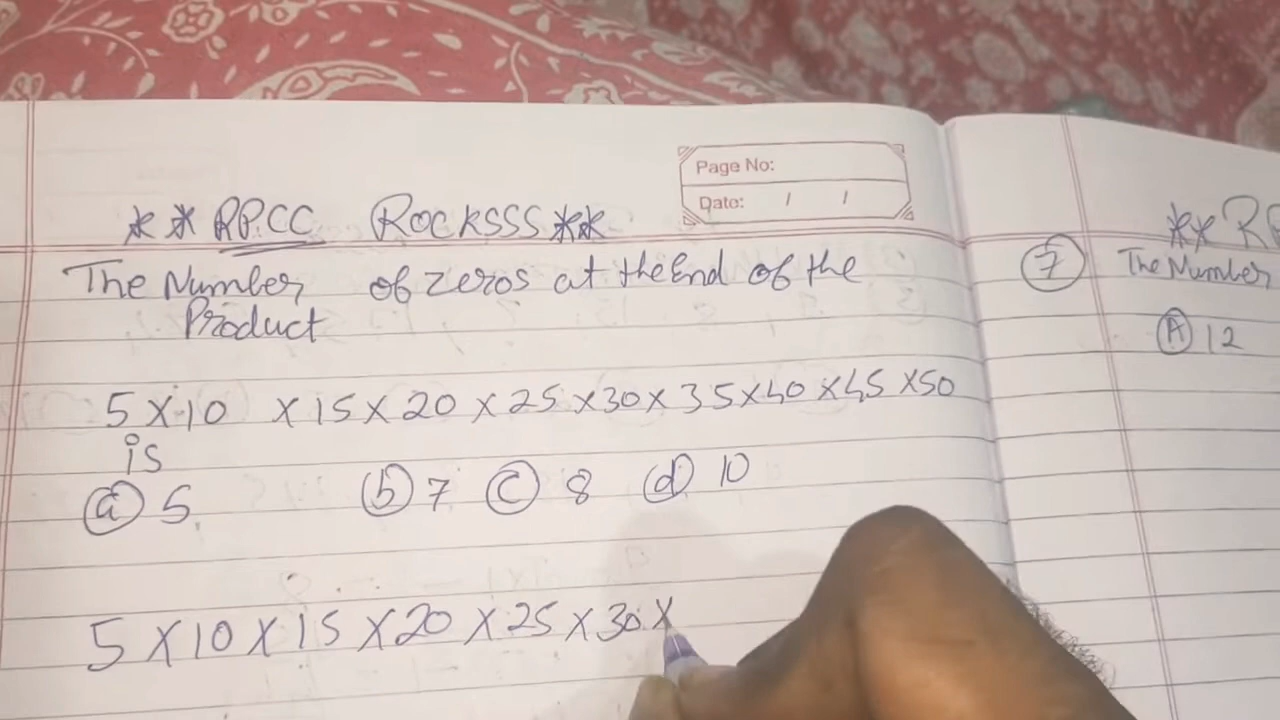 Page No:
Date: / /
** RPCC ROCKSSS **
The Number of zeros at the End of the
Product
5 X 10 X 15 X 20 X 25 X 30 X 35 X 40 X 45 X 50
is
(a) 5 (b) 7 (c) 8 (d) 10
5 X 10 X 15 X 20 X 25 X 30 X
** R
(7) The Number
(A) 12